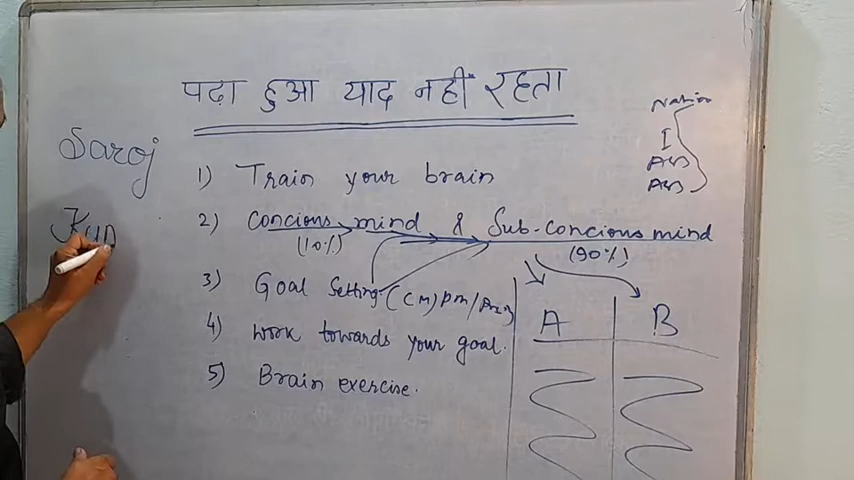 पढ़ा हुआ याद नहीं रहता
Saroj
Kun
1) Train your brain
2) Concious mind & Sub-Concious mind
(10%)
(90%)
3) Goal Setting (CM) PM/
4) work towards your goal.
5) Brain exercise.
I
A B